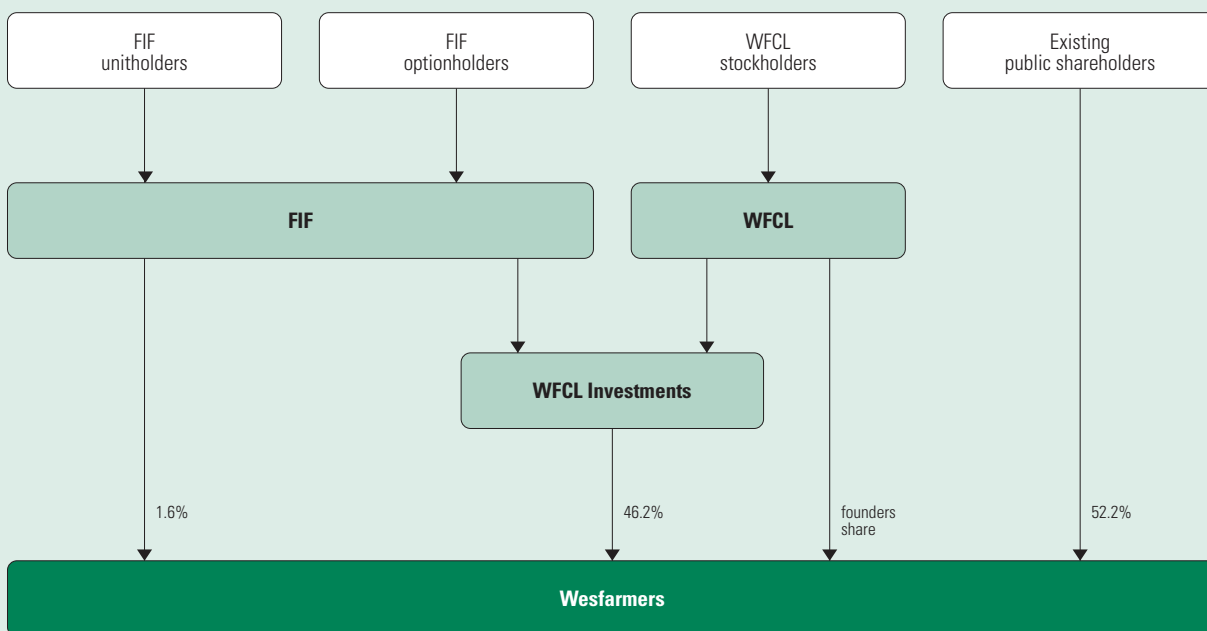 FIF
unitholders
FIF
optionholders
WFCL
stockholders
Existing
public shareholders
FIF
WFCL
WFCL Investments
1.6%
46.2%
founders
share
52.2%
Wesfarmers